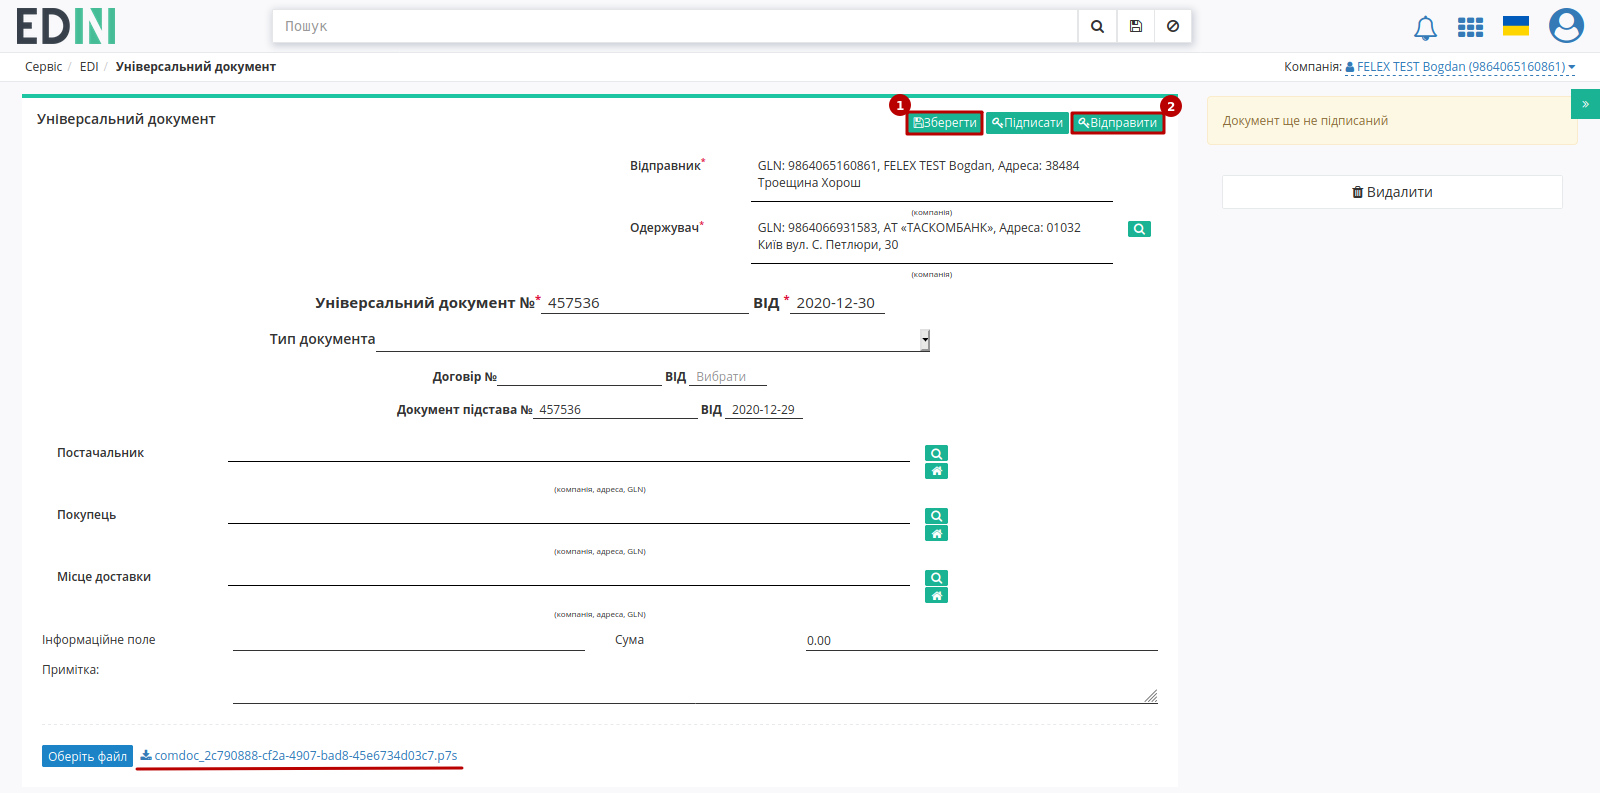 EDIN
Пошук
Сервіс / EDI / Універсальний документ
Компанія: FELEX TEST Bogdan (9864065160861)
1
2
»
Універсальний документ
Зберегти Підписати Відправити
Документ ще не підписаний
Видалити
Відправник*
GLN: 9864065160861, FELEX TEST Bogdan, Адреса: 38484
Троещина Хорош
(компанія)
Одержувач*
GLN: 9864066931583, АТ «ТАСКОМБАНК», Адреса: 01032
Київ вул. С. Петлюри, 30
(компанія)
Універсальний документ №* 457536 ВІД * 2020-12-30
Тип документа
Договір № ВІД Вибрати
Документ підстава № 457536 ВІД 2020-12-29
Постачальник
(компанія, адреса, GLN)
Покупець
(компанія, адреса, GLN)
Місце доставки
(компанія, адреса, GLN)
Інформаційне поле Сума 0.00
Примітка:
Оберіть файл comdoc_2c790888-cf2a-4907-bad8-45e6734d03c7.p7s